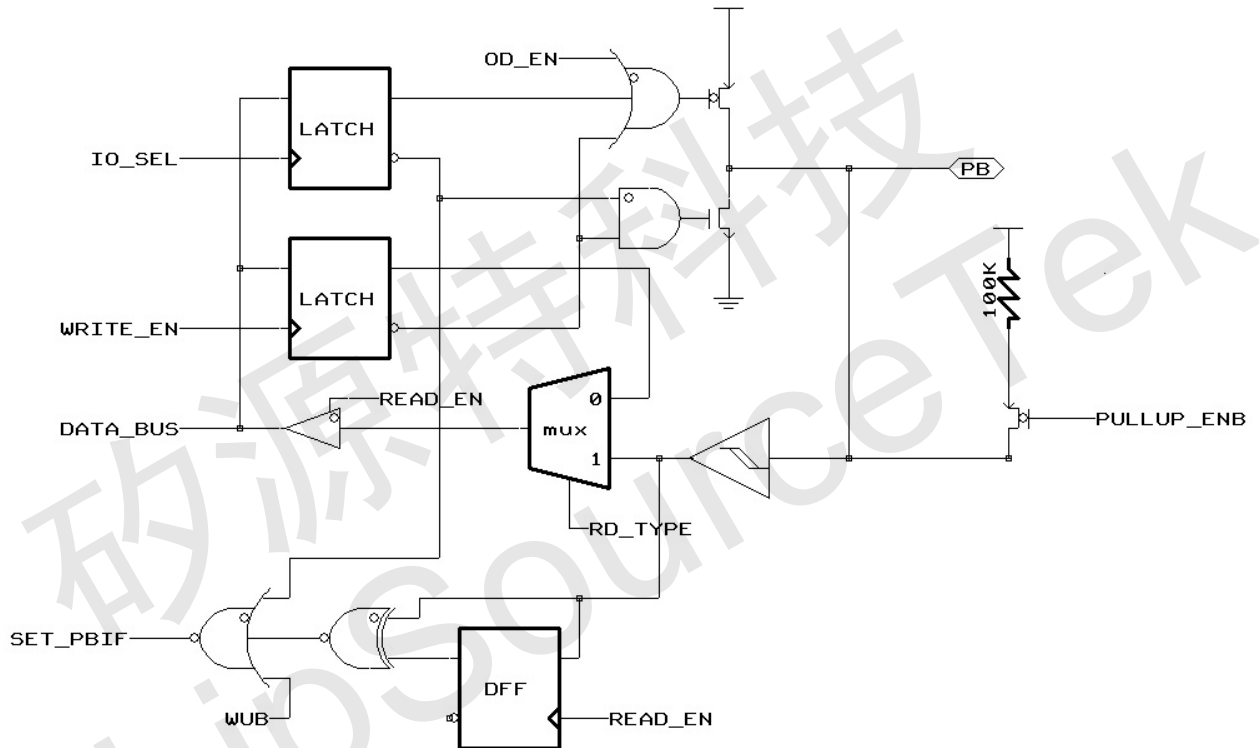 OD_EN
LATCH
IO_SEL
PB
LATCH
100K
WRITE_EN
READ_EN
0
DATA_BUS
mux
PULLUP_ENB
1
RD_TYPE
SET_PBIF
DFF
WUB
READ_EN
矽源特科技
ipSourceTek